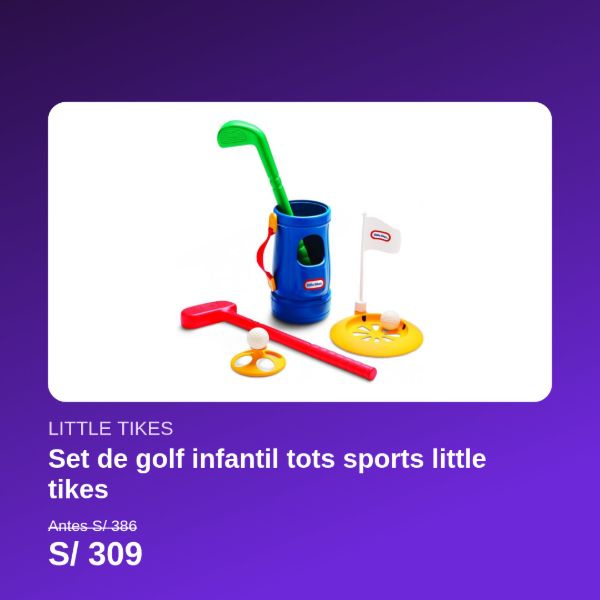 LITTLE TIKES
Set de golf infantil tots sports little
tikes
Antes S/ 386
S/ 309